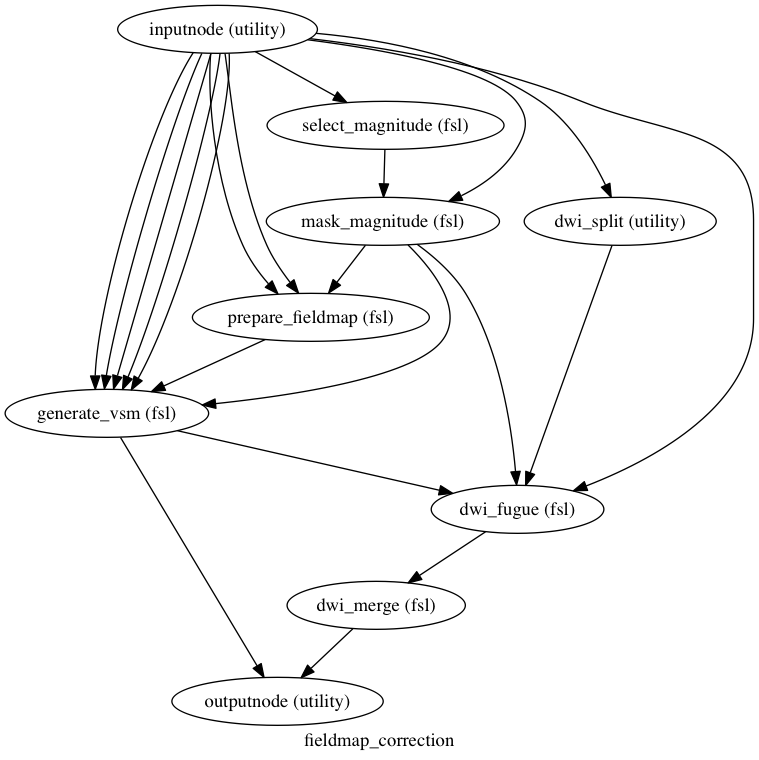 inputnode (utility)
select_magnitude (fsl)
mask_magnitude (fsl)
dwi_split (utility)
prepare_fieldmap (fsl)
generate_vsm (fsl)
dwi_fugue (fsl)
dwi_merge (fsl)
outputnode (utility)
fieldmap_correction